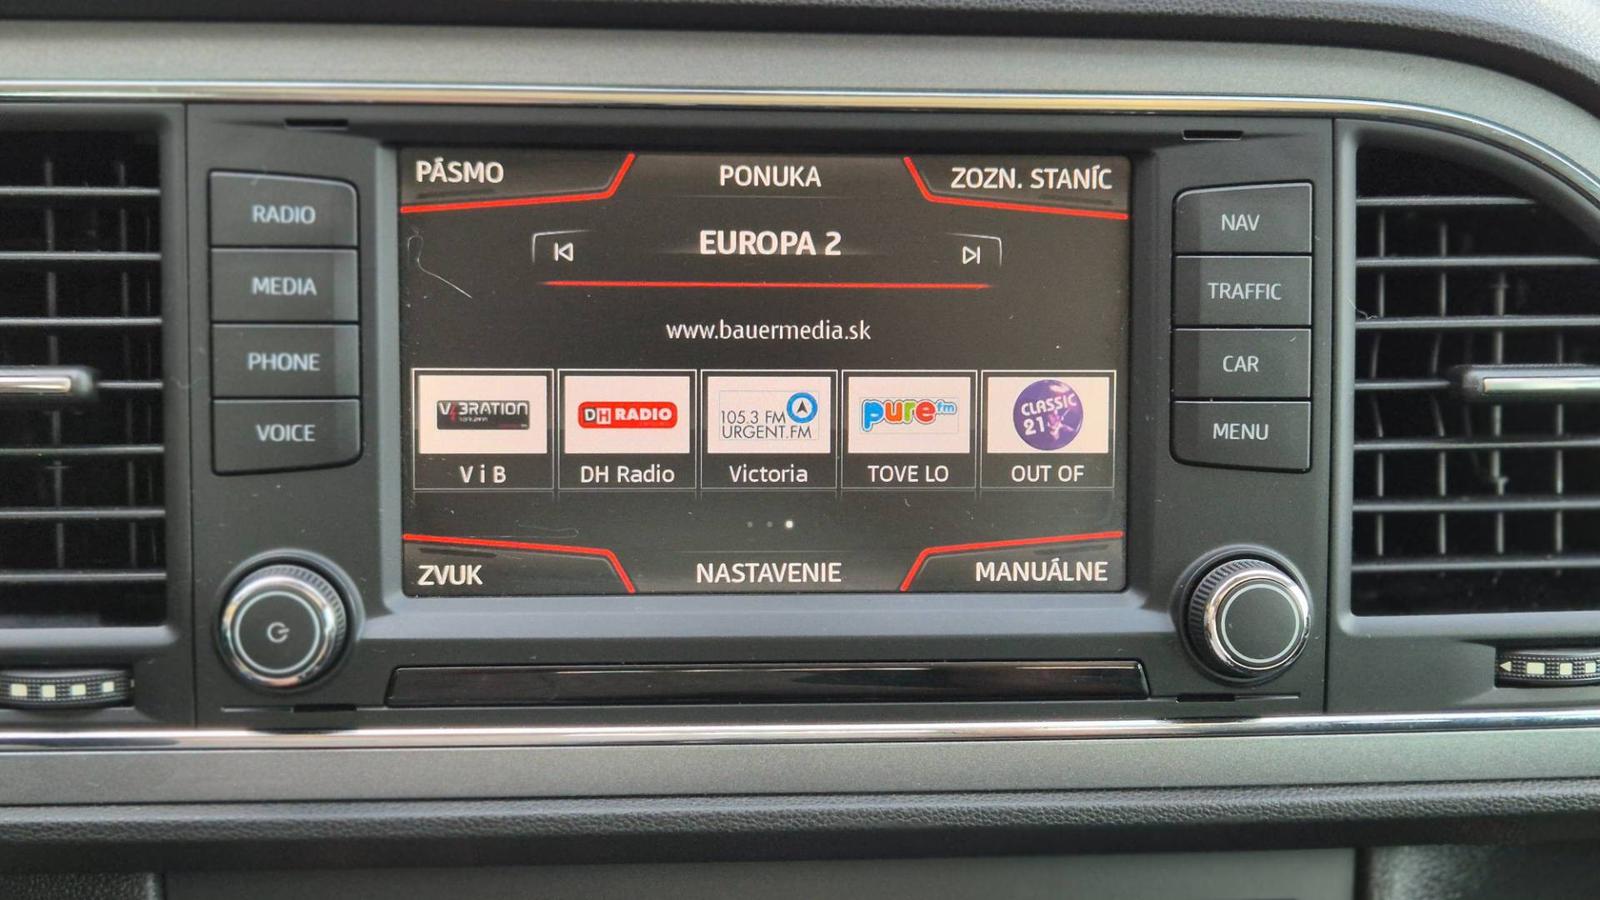 PÁSMO
PONUKA
ZOZN. STANÍC
RADIO
MEDIA
PHONE
VOICE
EUROPA 2
www.bauermedia.sk
NAV
TRAFFIC
CAR
MENU
VIBRATION
DH RADIO
105.3 FM
URGENT.FM
pure fm
CLASSIC
21
V i B
DH Radio
Victoria
TOVE LO
OUT OF
ZVUK
NASTAVENIE
MANUÁLNE